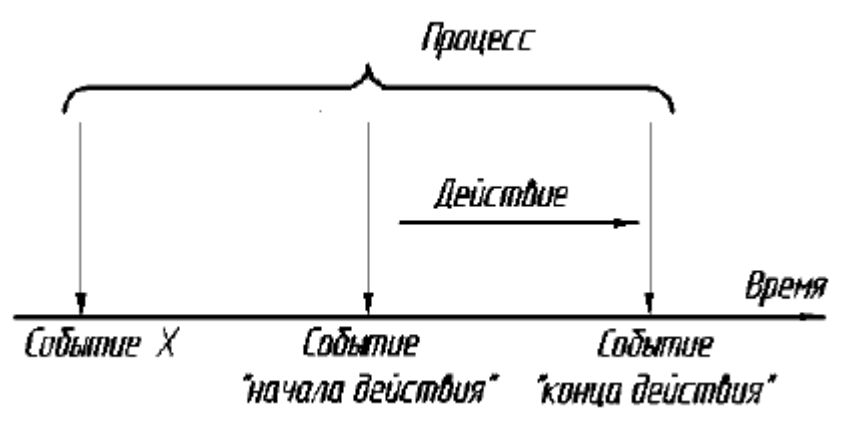 Процесс
Действие
Время
Событие X
Событие
"начала действия"
Событие
"конца действия"